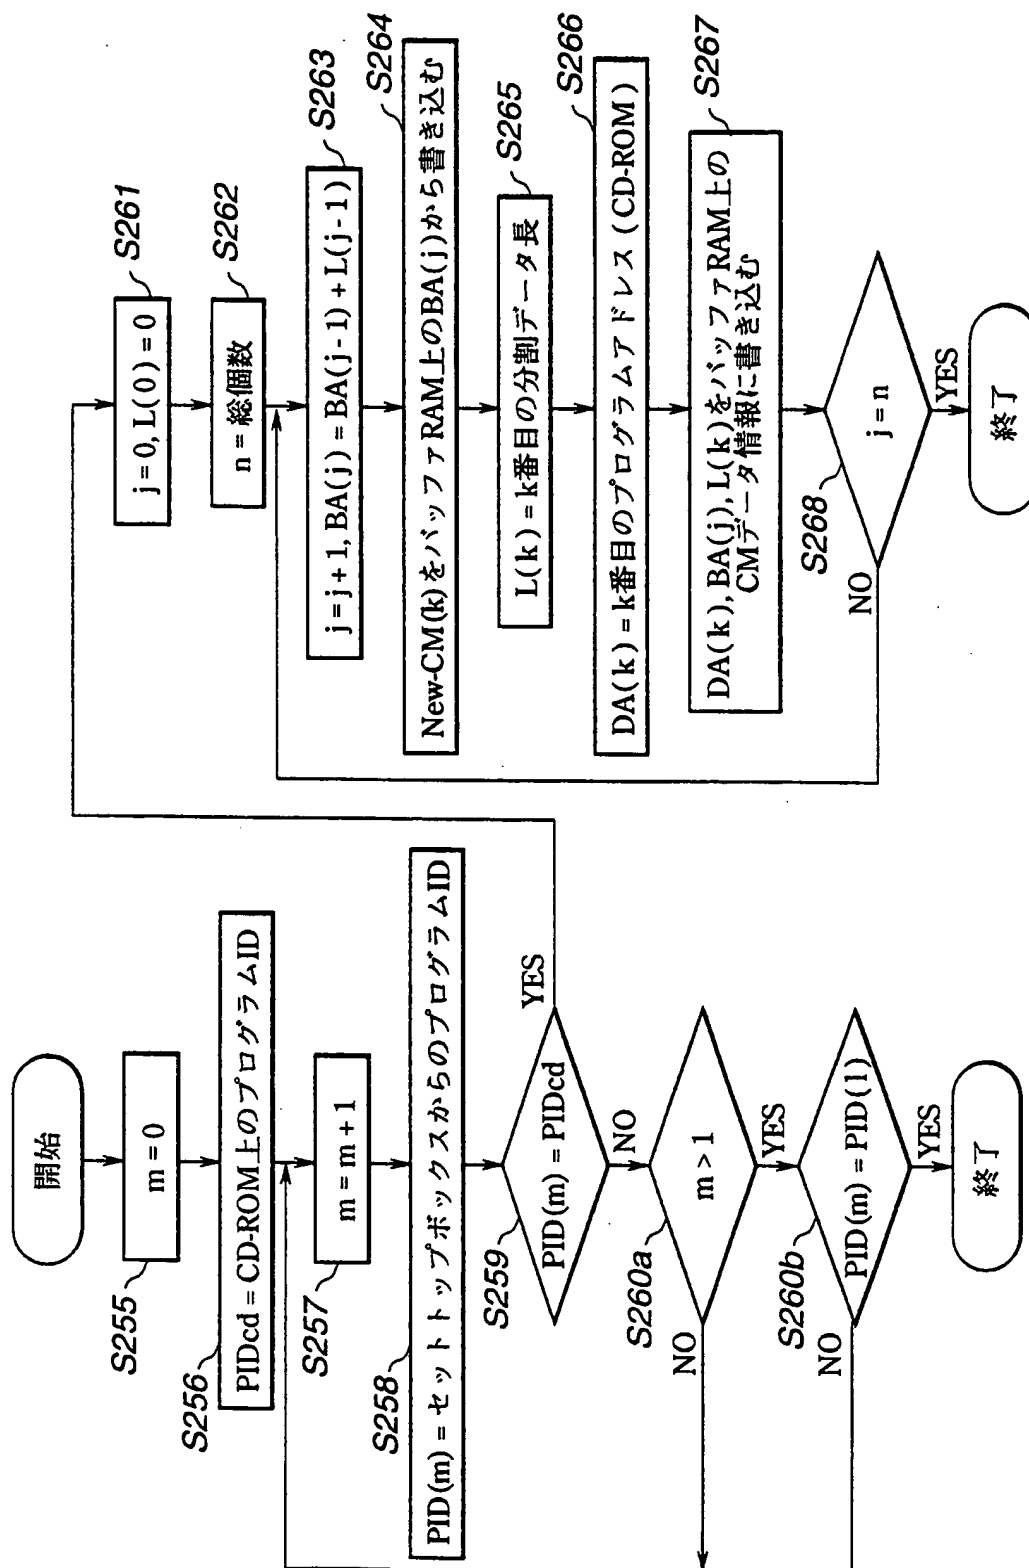 開始
m = 0
S255
PIDcd = CD-ROM上のプログラムID
S256
m = m + 1
S257
PID(m) = セットトップボックスからのプログラムID
S258
PID(m) = PIDcd
S259
YES
NO
m > 1
S260a
NO
YES
PID(m) = PID(1)
S260b
NO
YES
終了
j = 0, L(0) = 0
S261
n = 総個数
S262
j = j + 1, BA(j) = BA(j-1) + L(j-1)
S263
New-CM(k)をバッファRAM上のBA(j)から書き込む
S264
L(k) = k番目の分割データ長
S265
DA(k) = k番目のプログラムアドレス(CD-ROM)
S266
DA(k), BA(j), L(k)をバッファRAM上の
CMデータ情報に書き込む
S267
j = n
S268
NO
YES
終了